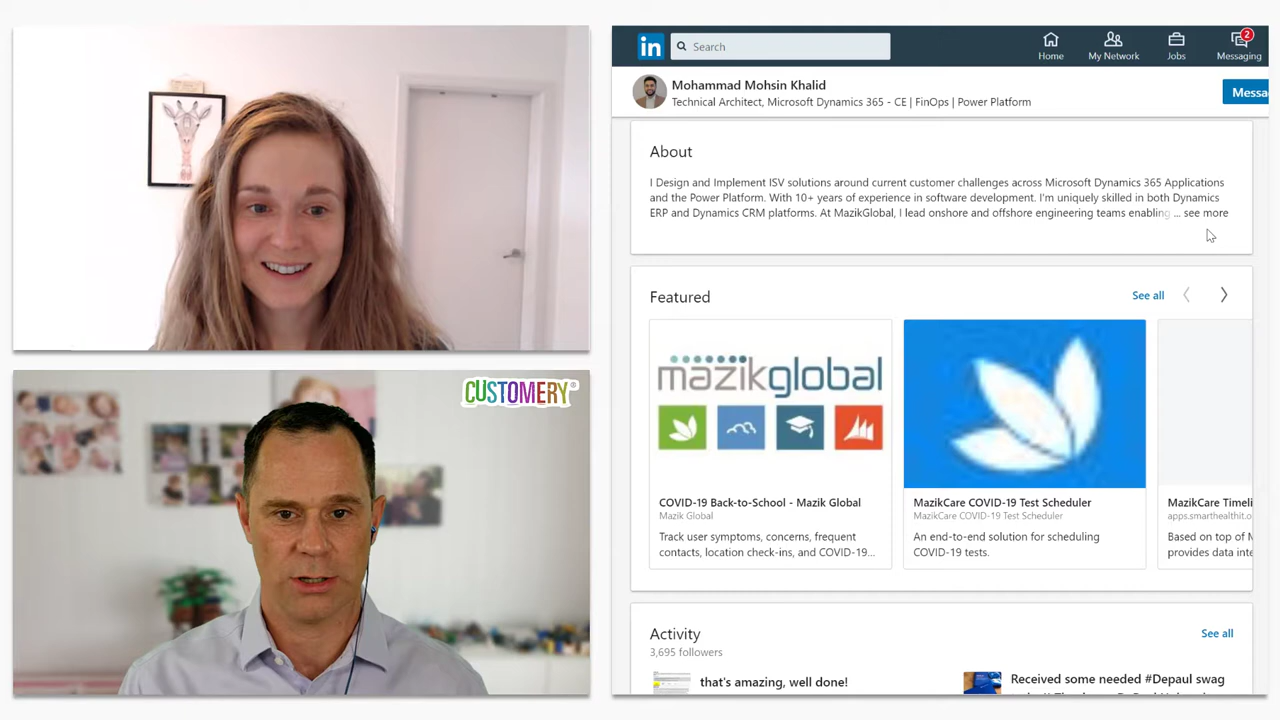 CUSTOMERY®
in
Search
Home
My Network
Jobs
2
Messaging
Mohammad Mohsin Khalid
Technical Architect, Microsoft Dynamics 365 - CE | FinOps | Power Platform
Messa
About
I Design and Implement ISV solutions around current customer challenges across Microsoft Dynamics 365 Applications
and the Power Platform. With 10+ years of experience in software development. I'm uniquely skilled in both Dynamics
ERP and Dynamics CRM platforms. At MazikGlobal, I lead onshore and offshore engineering teams enabling ... see more
Featured
See all
mazikglobal
COVID-19 Back-to-School - Mazik Global
Mazik Global
Track user symptoms, concerns, frequent
contacts, location check-ins, and COVID-19...
MazikCare COVID-19 Test Scheduler
MazikCare COVID-19 Test Scheduler
An end-to-end solution for scheduling
COVID-19 tests.
MazikCare Timeli
apps.smarthealthit.o
Based on top of M
provides data inte
Activity
See all
3,695 followers
that's amazing, well done!
Received some needed #Depaul swag